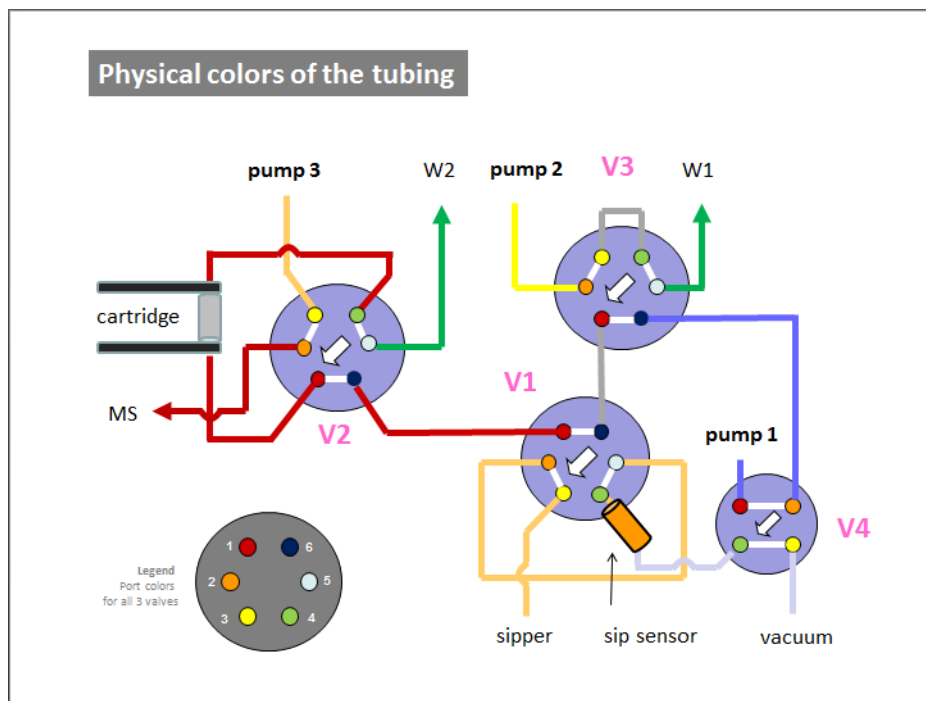 Physical colors of the tubing
pump 3
W2
pump 2
V3
W1
cartridge
MS
V2
V1
pump 1
V4
Legend
Port colors
for all 3 valves
1
6
2
5
3
4
sipper
sip sensor
vacuum